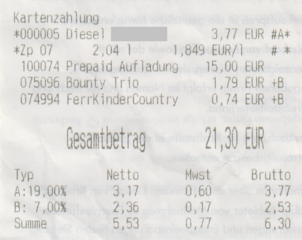 Kartenzahlung
*000005 Diesel 3,77 EUR #A*
*Zp 07 2,04 l 1,849 EUR/l # *
100074 Prepaid Aufladung 15,00 EUR
075096 Bounty Trio 1,79 EUR +B
074994 FerrKinderCountry 0,74 EUR +B
Gesamtbetrag 21,30 EUR
Typ Netto Mwst Brutto
A:19,00% 3,17 0,60 3,77
B: 7,00% 2,36 0,17 2,53
Summe 5,53 0,77 6,30